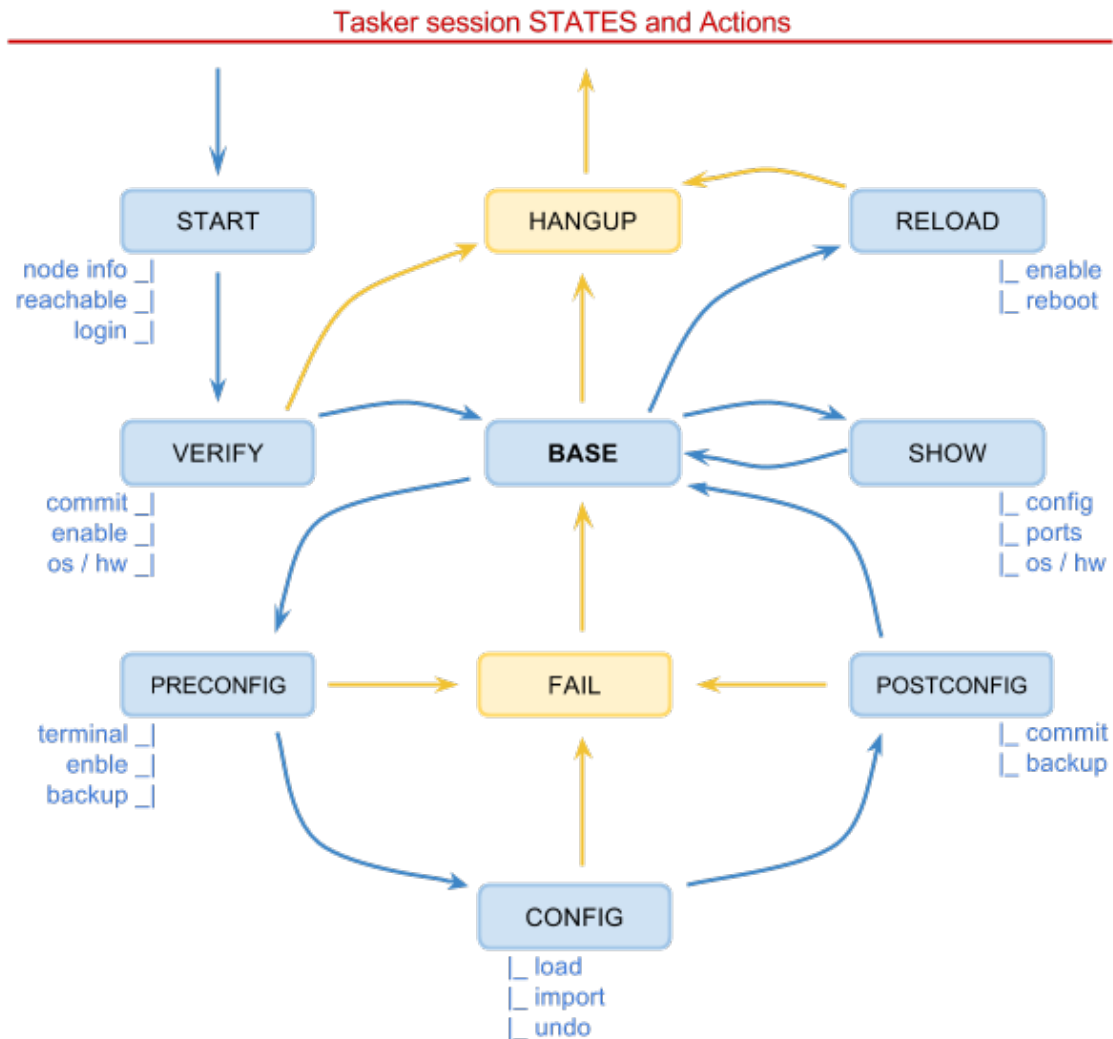 Tasker session STATES and Actions
START
HANGUP
RELOAD
node info _|
reachable _|
login _|
|_ enable
|_ reboot
VERIFY
BASE
SHOW
commit _|
enable _|
os / hw _|
|_ config
|_ ports
|_ os / hw
PRECONFIG
FAIL
POSTCONFIG
terminal _|
enble _|
backup _|
|_ commit
|_ backup
CONFIG
|_ load
|_ import
|_ undo